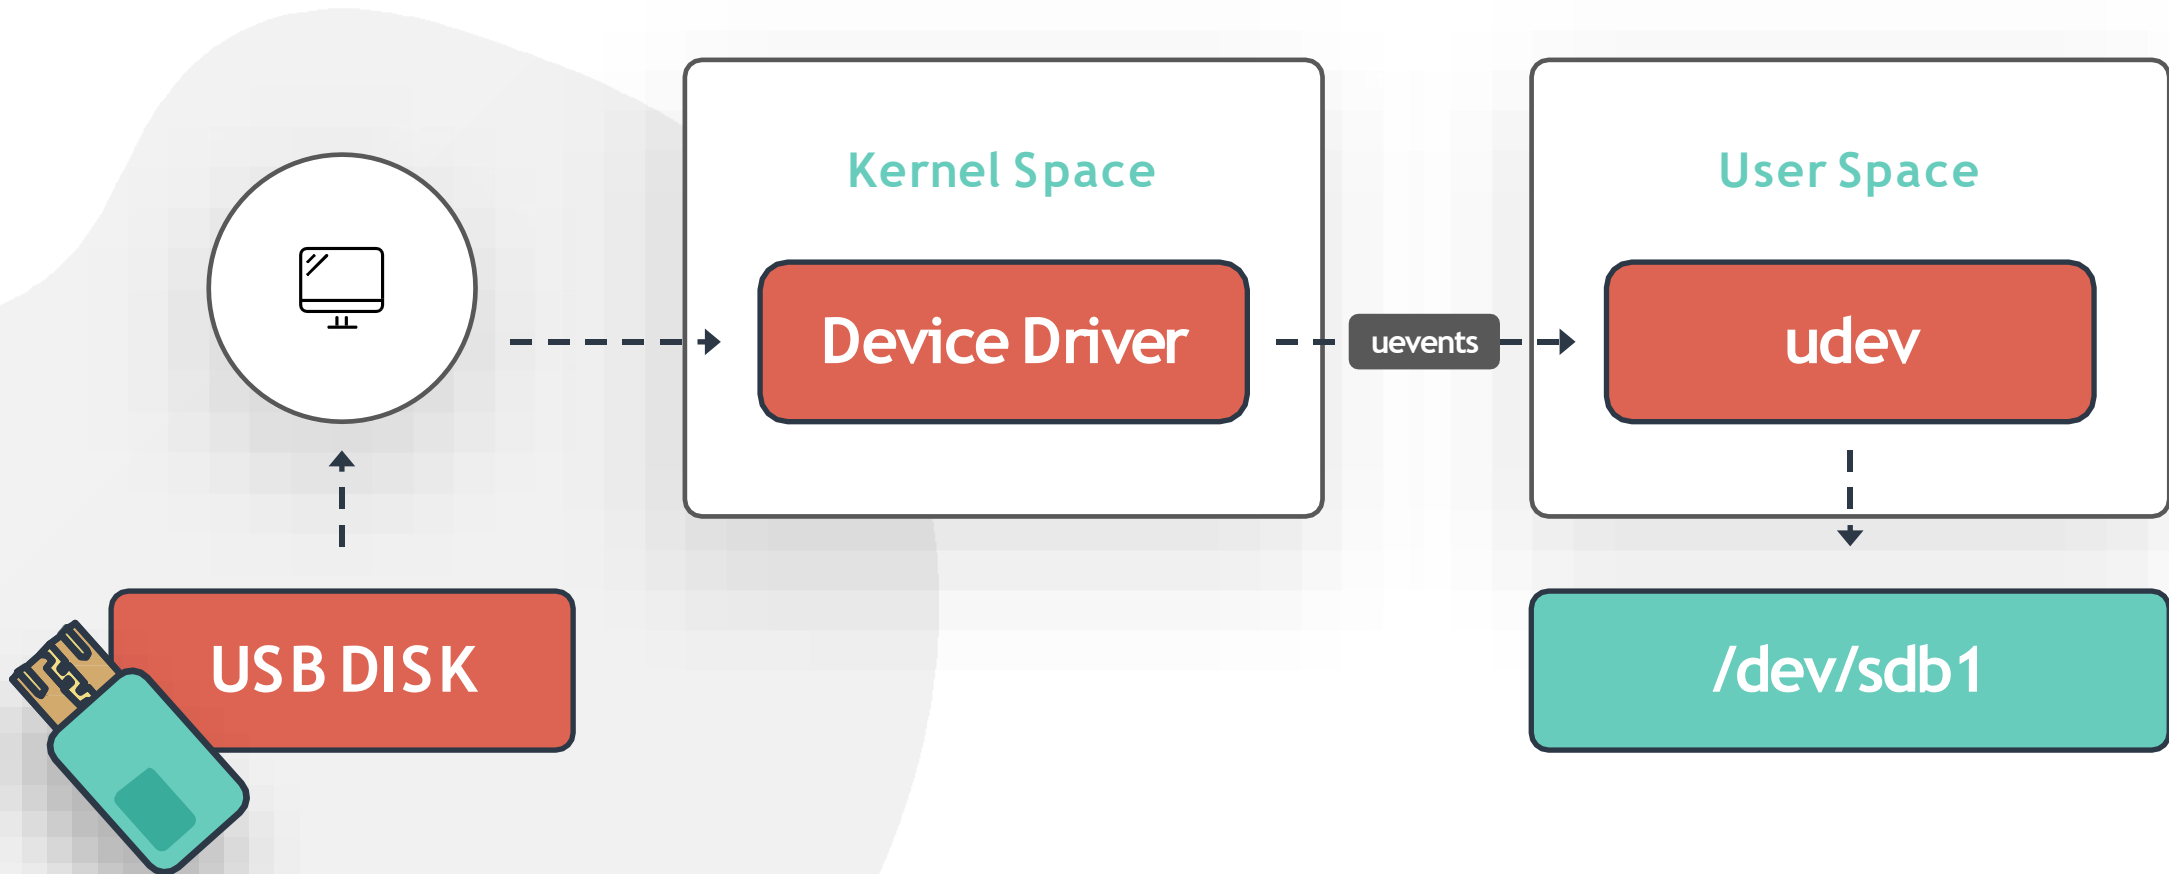 Kernel Space
User Space
Device Driver
uevents
udev
USB DISK
/dev/sdb1